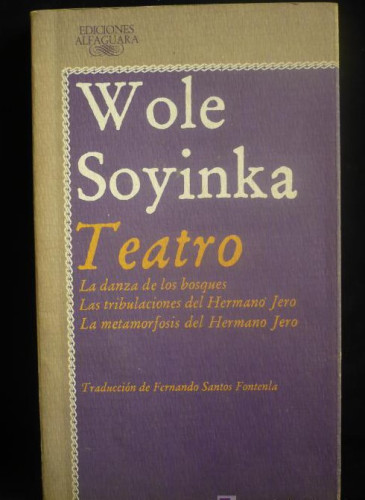 EDICIONES
ALFAGUARA
Wole
Soyinka
Teatro
La danza de los bosques
Las tribulaciones del Hermano Jero
La metamorfosis del Hermano Jero
Traducción de Fernando Santos Fontenla